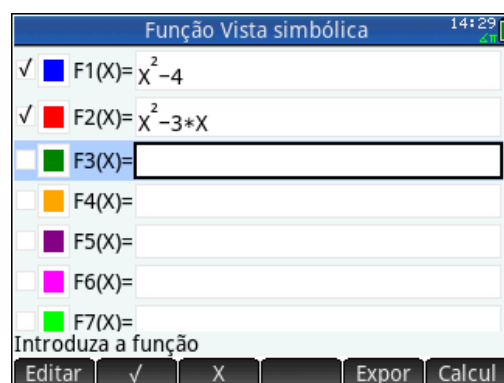 Função Vista simbólica 14:29
∡π
√ F1(X)= X²-4
√ F2(X)= X²-3*X
F3(X)=
F4(X)=
F5(X)=
F6(X)=
F7(X)=
Introduza a função
Editar √ X Expor Calcul